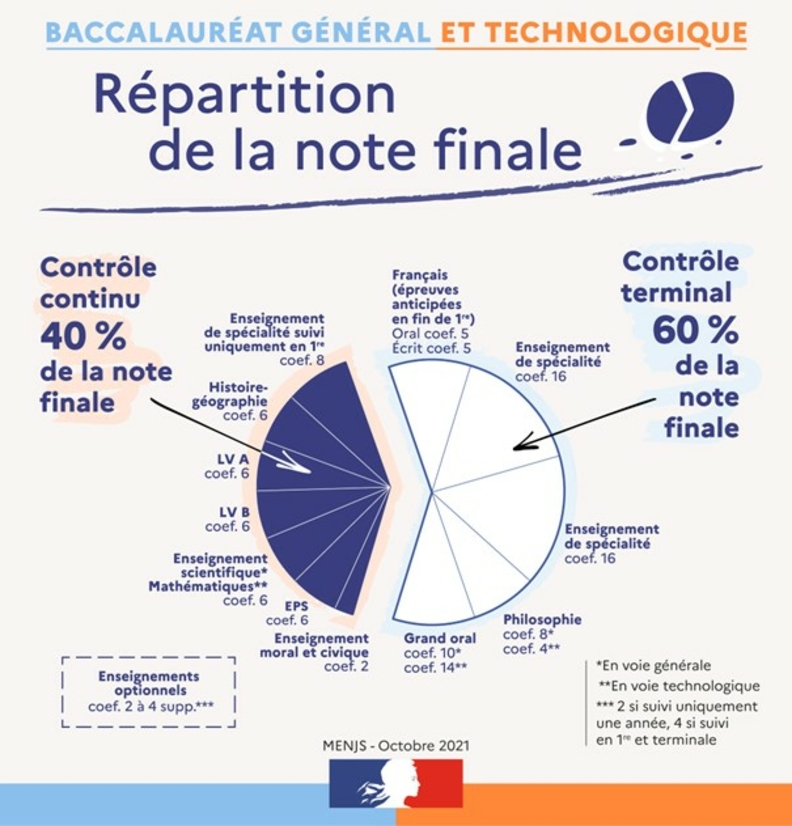 BACCALAURÉAT GÉNÉRAL ET TECHNOLOGIQUE
Répartition
de la note finale
Contrôle
continu
40 %
de la note
finale
Contrôle
terminal
60 %
de la
note
finale
Français
(épreuves
anticipées
en fin de 1re)
Oral coef. 5
Écrit coef. 5
Enseignement
de spécialité
coef. 16
Enseignement
de spécialité
coef. 16
Philosophie
coef. 8*
coef. 4**
Grand oral
coef. 10*
coef. 14**
Enseignement
de spécialité suivi
uniquement en 1re
coef. 8
Histoire-
géographie
coef. 6
LV A
coef. 6
LV B
coef. 6
Enseignement
scientifique*
Mathématiques**
coef. 6
EPS
coef. 6
Enseignement
moral et civique
coef. 2
Enseignements
optionnels
coef. 2 à 4 supp.***
*En voie générale
**En voie technologique
*** 2 si suivi uniquement
une année, 4 si suivi
en 1re et terminale
MENJS - Octobre 2021